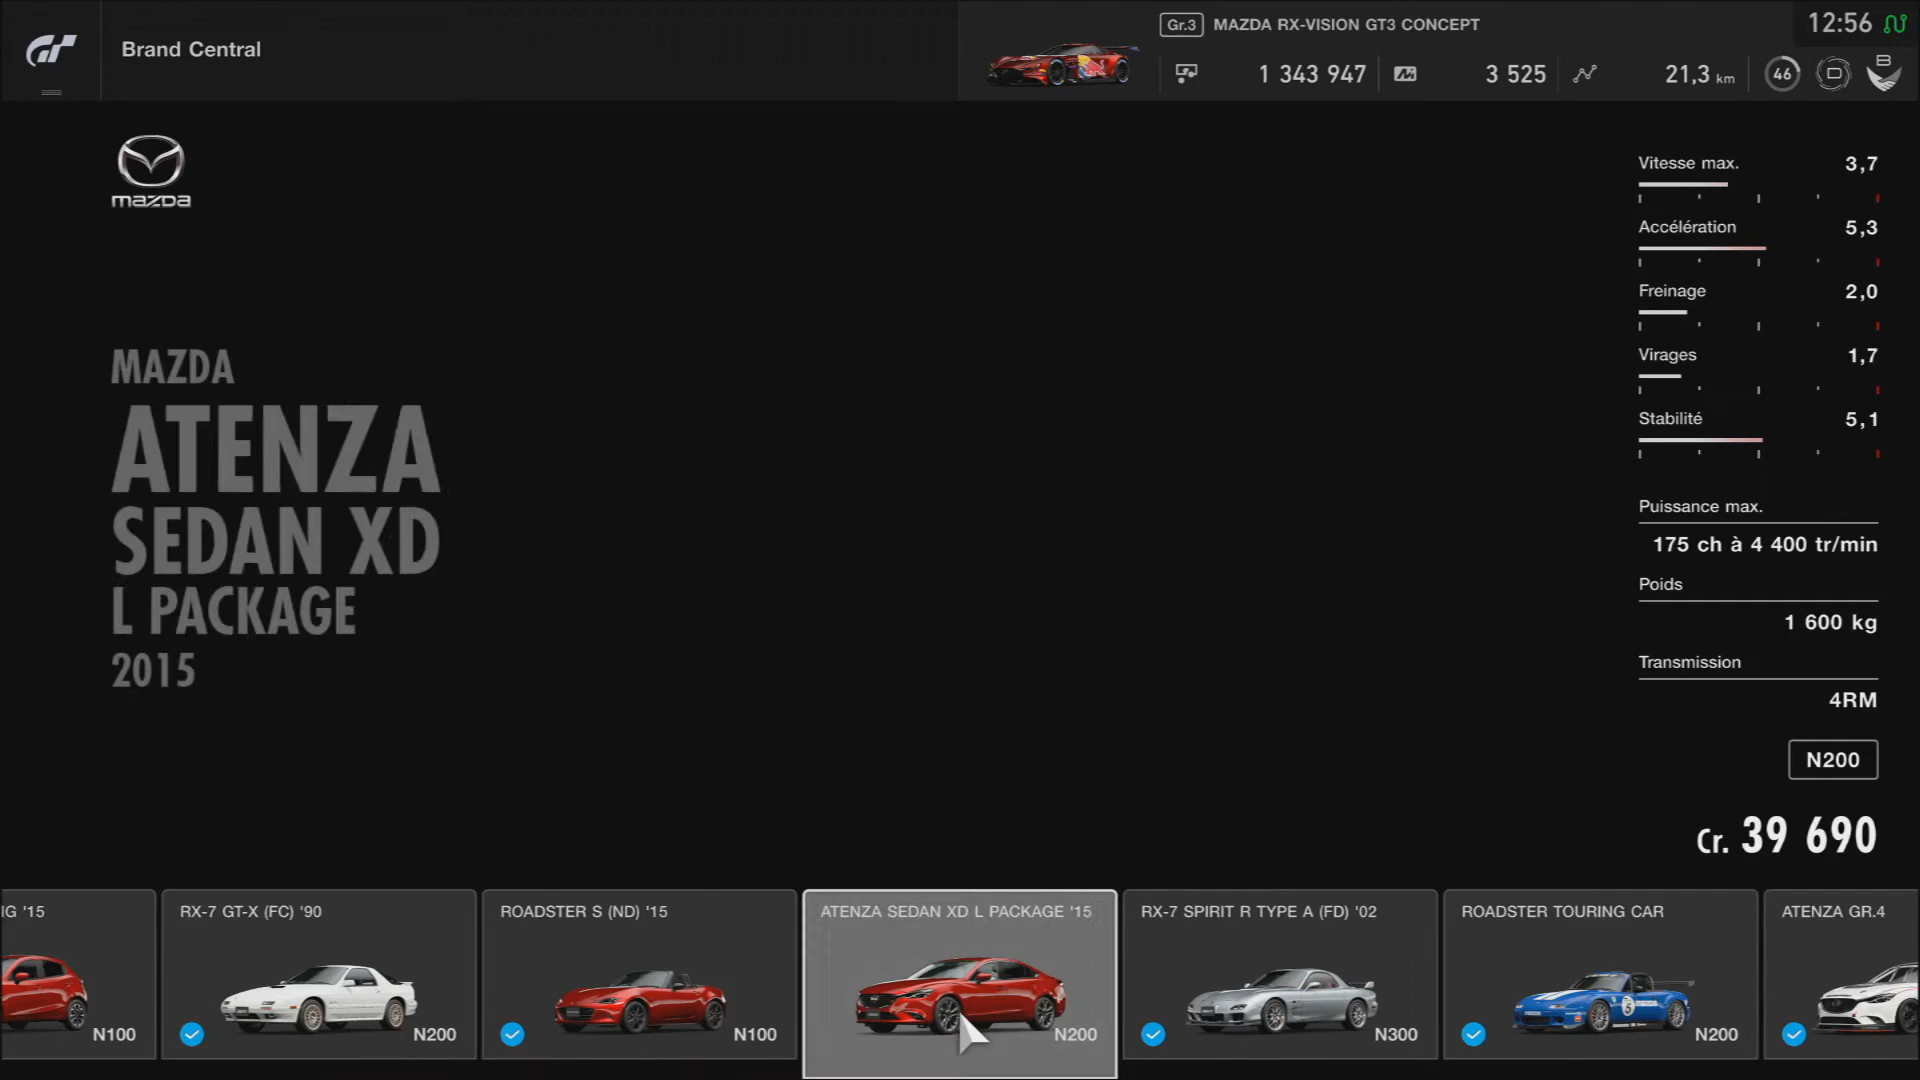 Brand Central
Gr.3 MAZDA RX-VISION GT3 CONCEPT
1 343 947
3 525
21,3 km
46
D
B
12:56
mazda
MAZDA
ATENZA
SEDAN XD
L PACKAGE
2015
Vitesse max. 3,7
Accélération 5,3
Freinage 2,0
Virages 1,7
Stabilité 5,1
Puissance max.
175 ch à 4 400 tr/min
Poids
1 600 kg
Transmission
4RM
N200
Cr. 39 690
IG '15
N100
RX-7 GT-X (FC) '90
N200
ROADSTER S (ND) '15
N100
ATENZA SEDAN XD L PACKAGE '15
N200
RX-7 SPIRIT R TYPE A (FD) '02
N300
ROADSTER TOURING CAR
N200
ATENZA GR.4